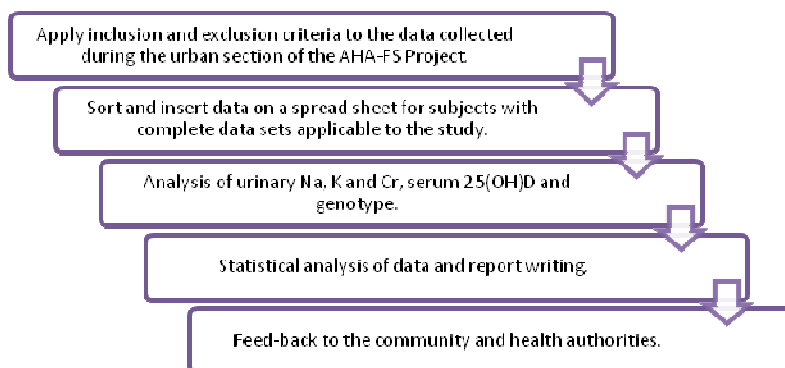 Apply inclusion and exclusion criteria to the data collected
during the urban section of the AHA-FS Project.
Sort and insert data on a spread sheet for subjects with
complete data sets applicable to the study.
Analysis of urinary Na, K and Cr, serum 25(OH)D and
genotype.
Statistical analysis of data and report writing.
Feed-back to the community and health authorities.